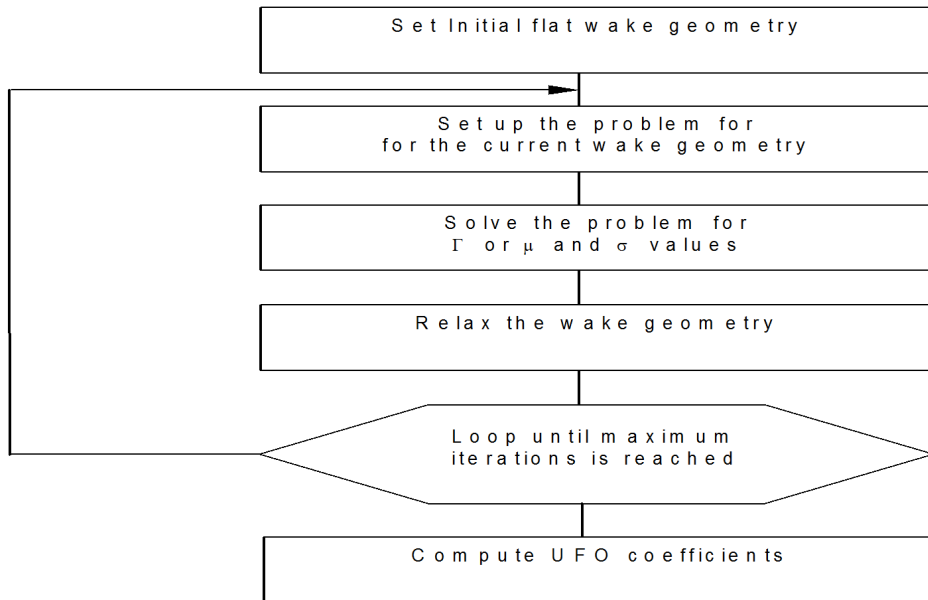 Set Initial flat wake geometry
Set up the problem for
for the current wake geometry
Solve the problem for
Γ or μ and σ values
Relax the wake geometry
Loop until maximum
iterations is reached
Compute UFO coefficients